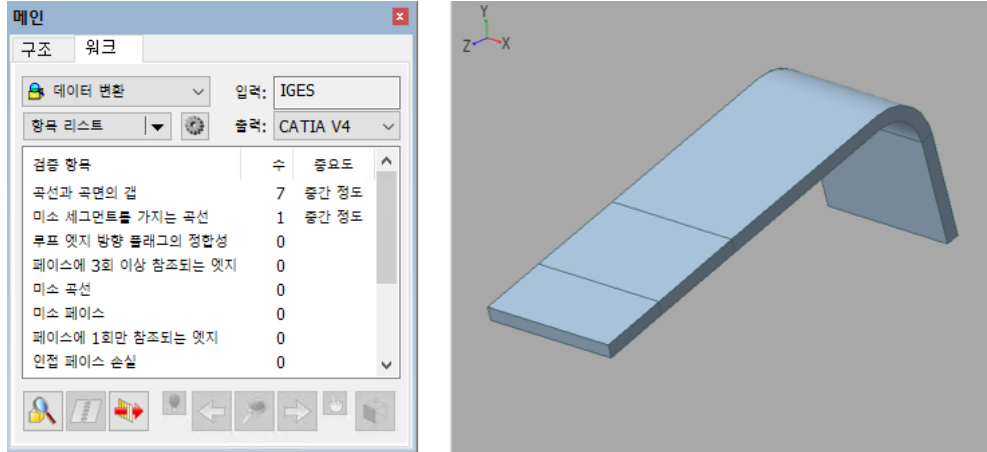 메인
구조 워크
데이터 변환 입력: IGES
항목 리스트 출력: CATIA V4
검증 항목 수 중요도
곡선과 곡면의 갭 7 중간 정도
미소 세그먼트를 가지는 곡선 1 중간 정도
루프 엣지 방향 플래그의 정합성 0
페이스에 3회 이상 참조되는 엣지 0
미소 곡선 0
미소 페이스 0
페이스에 1회만 참조되는 엣지 0
인접 페이스 손실 0
Y
Z X